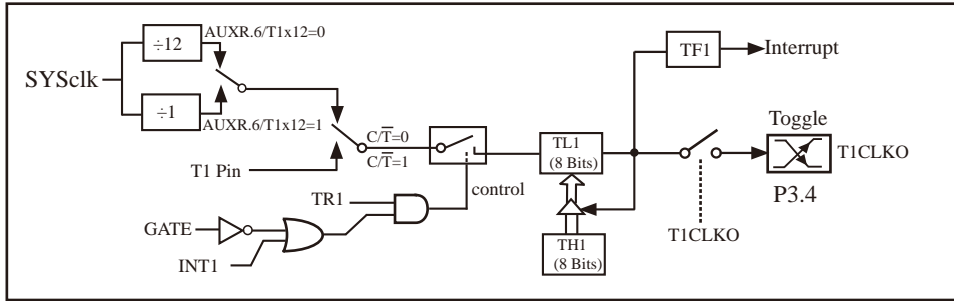 AUXR.6/T1x12=0
÷12
SYSclk
÷1
AUXR.6/T1x12=1
T1 Pin
C/T̅=0
C/T̅=1
TR1
GATE
INT1
control
TL1
(8 Bits)
TH1
(8 Bits)
TF1
Interrupt
Toggle
T1CLKO
P3.4
T1CLKO